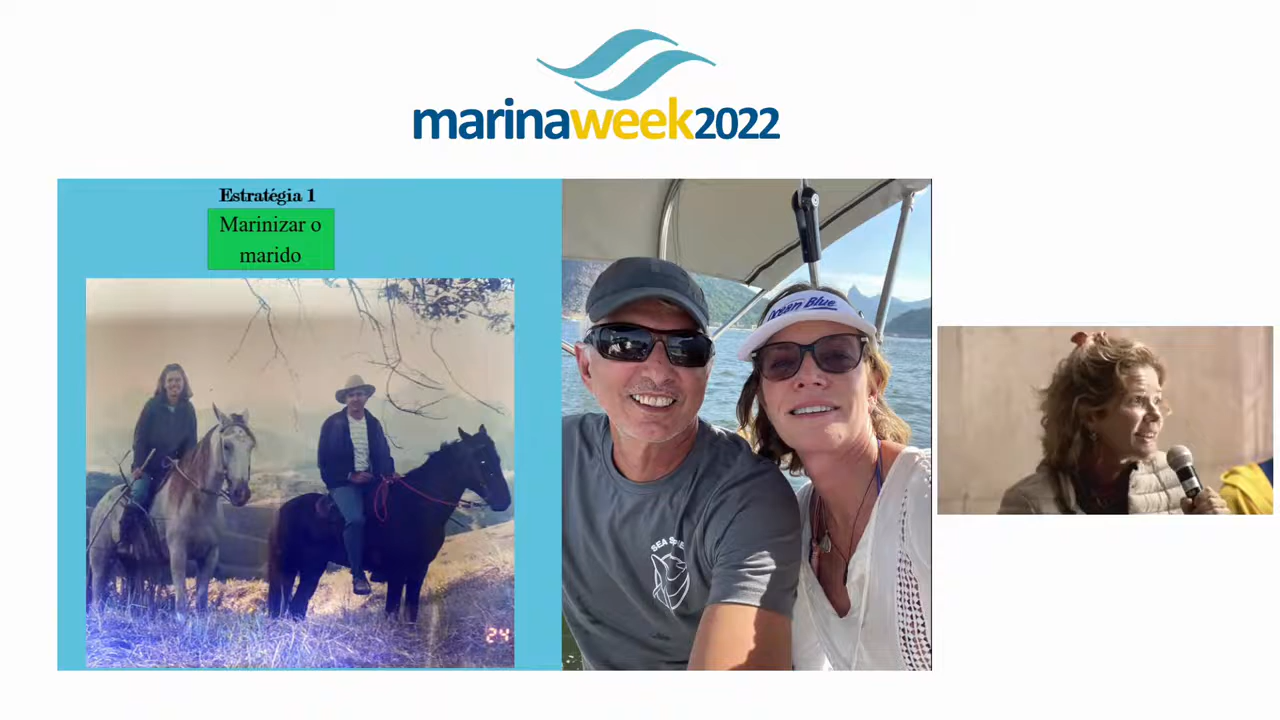 marinaweek2022
Estratégia 1
Marinizar o
marido
Ocean Blue
24